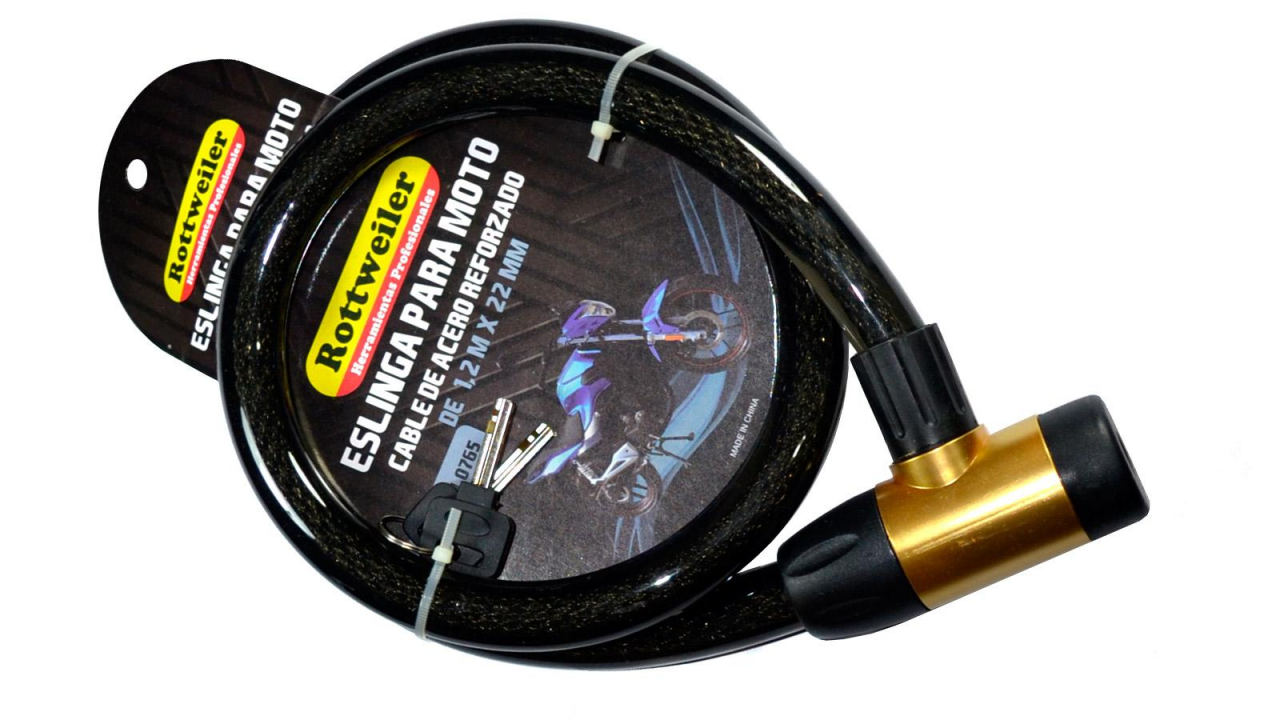 Rottweiler
Herramientas Profesionales
ESLINGA PARA MOTO
Rottweiler
Herramientas Profesionales
ESLINGA PARA MOTO
CABLE DE ACERO REFORZADO
DE 1,2 M X 22 MM
0765
MADE IN CHINA